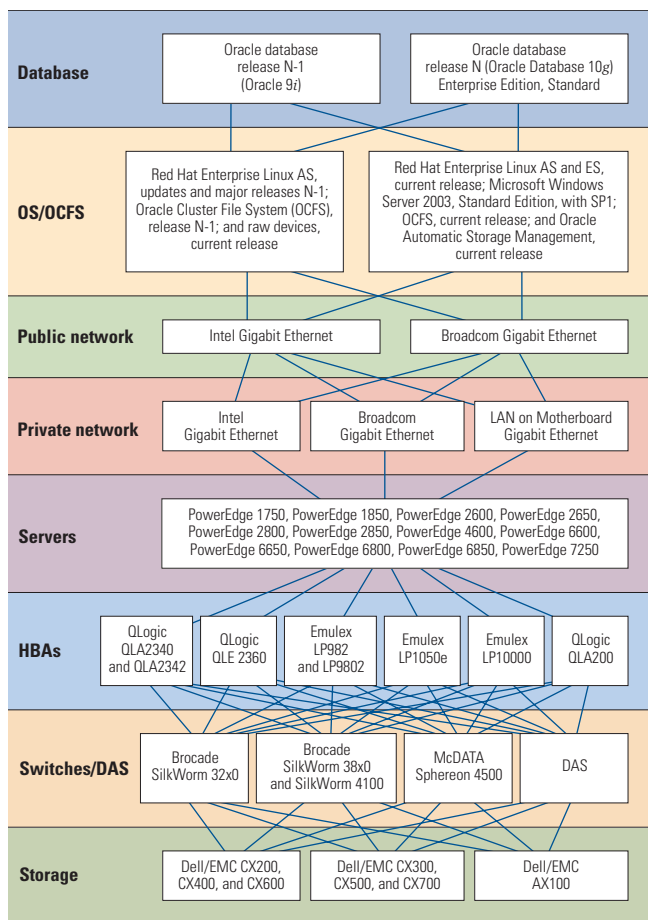 Database
Oracle database
release N-1
(Oracle 9i)
Oracle database
release N (Oracle Database 10g)
Enterprise Edition, Standard
OS/OCFS
Red Hat Enterprise Linux AS,
updates and major releases N-1;
Oracle Cluster File System (OCFS),
release N-1; and raw devices,
current release
Red Hat Enterprise Linux AS and ES,
current release; Microsoft Windows
Server 2003, Standard Edition, with SP1;
OCFS, current release; and Oracle
Automatic Storage Management,
current release
Public network
Intel Gigabit Ethernet
Broadcom Gigabit Ethernet
Private network
Intel
Gigabit Ethernet
Broadcom
Gigabit Ethernet
LAN on Motherboard
Gigabit Ethernet
Servers
PowerEdge 1750, PowerEdge 1850, PowerEdge 2600, PowerEdge 2650,
PowerEdge 2800, PowerEdge 2850, PowerEdge 4600, PowerEdge 6600,
PowerEdge 6650, PowerEdge 6800, PowerEdge 6850, PowerEdge 7250
HBAs
QLogic
QLA2340
and QLA2342
QLogic
QLE 2360
Emulex
LP982
and LP9802
Emulex
LP1050e
Emulex
LP10000
QLogic
QLA200
Switches/DAS
Brocade
SilkWorm 32x0
Brocade
SilkWorm 38x0
and SilkWorm 4100
McDATA
Sphereon 4500
DAS
Storage
Dell/EMC CX200,
CX400, and CX600
Dell/EMC CX300,
CX500, and CX700
Dell/EMC
AX100